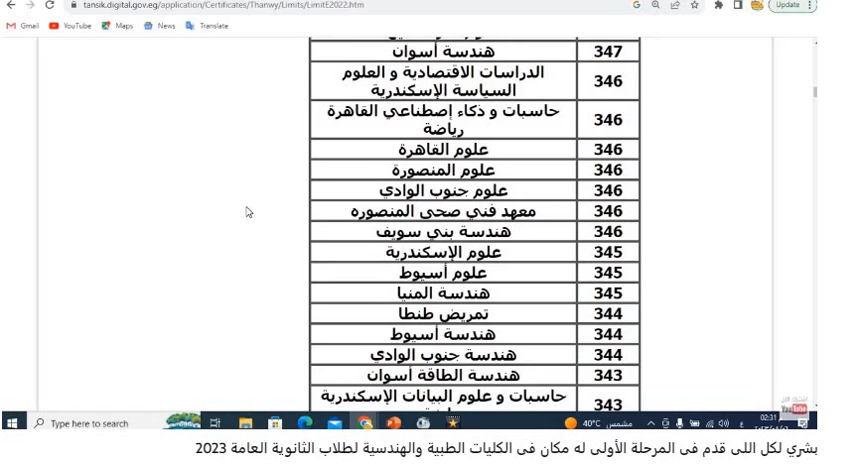 tansik.digital.gov.eg/application/Certificates/Thanwy/Limits/LimitE2022.htm
Update
Gmail YouTube Maps News Translate
هندسة أسوان 347
الدراسات الاقتصادية و العلوم
السياسة الإسكندرية 346
حاسبات و ذكاء إصطناعي القاهرة
رياضة 346
علوم القاهرة 346
علوم المنصورة 346
علوم جنوب الوادي 346
معهد فني صحى المنصوره 346
هندسة بني سويف 346
علوم الإسكندرية 345
علوم أسيوط 345
هندسة المنيا 345
تمريض طنطا 344
هندسة أسيوط 344
هندسة جنوب الوادي 344
هندسة الطاقة أسوان 343
حاسبات و علوم البيانات الإسكندرية 343
YouTube
Type here to search 40°C مشمس ع 02:31
بشري لكل اللى قدم فى المرحلة الأولى له مكان فى الكليات الطبية والهندسية لطلاب الثانوية العامة 2023